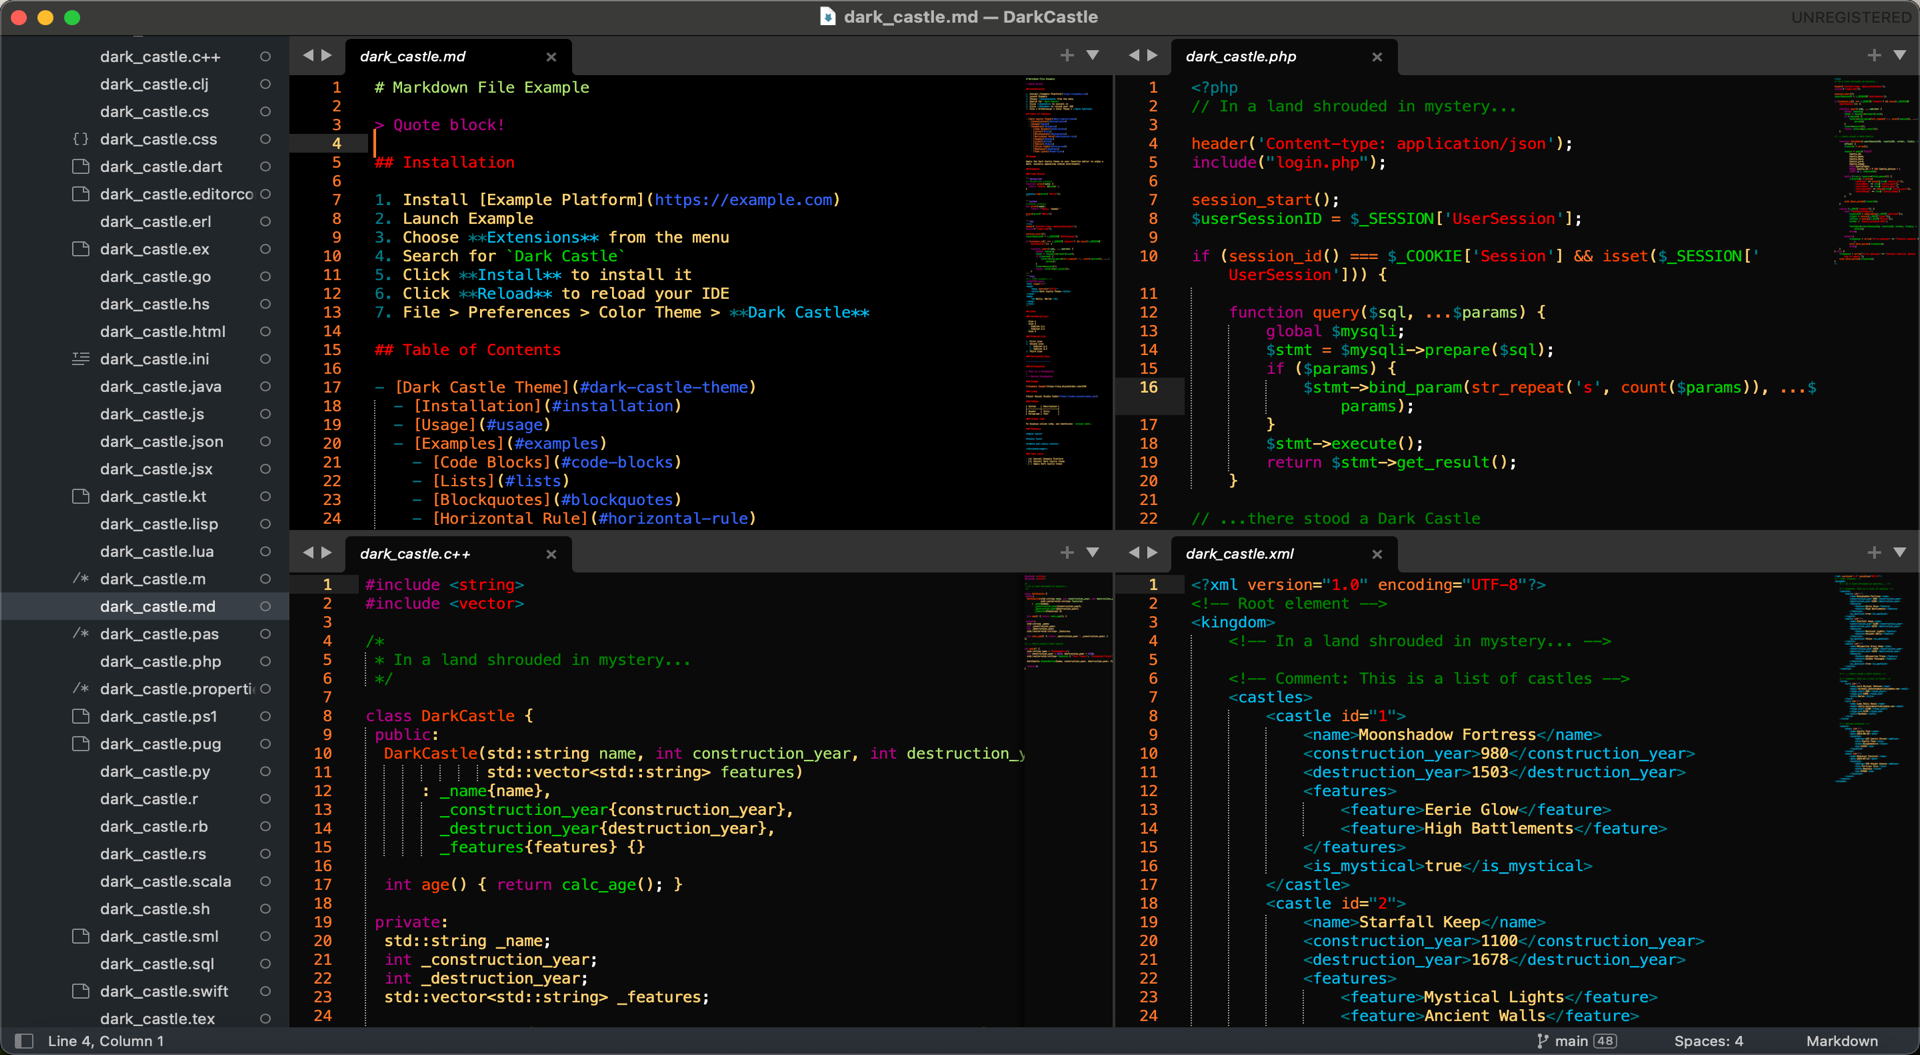 dark_castle.md — DarkCastle
UNREGISTERED
dark_castle.c++
dark_castle.clj
dark_castle.cs
{} dark_castle.css
dark_castle.dart
dark_castle.editorco
dark_castle.erl
dark_castle.ex
dark_castle.go
dark_castle.hs
dark_castle.html
dark_castle.ini
dark_castle.java
dark_castle.js
dark_castle.json
dark_castle.jsx
dark_castle.kt
dark_castle.lisp
dark_castle.lua
/* dark_castle.m
dark_castle.md
/* dark_castle.pas
dark_castle.php
/* dark_castle.properti
dark_castle.ps1
dark_castle.pug
dark_castle.py
dark_castle.r
dark_castle.rb
dark_castle.rs
dark_castle.scala
dark_castle.sh
dark_castle.sml
dark_castle.sql
dark_castle.swift
dark_castle.tex
dark_castle.md
1 # Markdown File Example
2
3 > Quote block!
4
5 ## Installation
6
7 1. Install [Example Platform](https://example.com)
8 2. Launch Example
9 3. Choose **Extensions** from the menu
10 4. Search for `Dark Castle`
11 5. Click **Install** to install it
12 6. Click **Reload** to reload your IDE
13 7. File > Preferences > Color Theme > **Dark Castle**
14
15 ## Table of Contents
16
17 - [Dark Castle Theme](#dark-castle-theme)
18 - [Installation](#installation)
19 - [Usage](#usage)
20 - [Examples](#examples)
21 - [Code Blocks](#code-blocks)
22 - [Lists](#lists)
23 - [Blockquotes](#blockquotes)
24 - [Horizontal Rule](#horizontal-rule)
dark_castle.php
1 <?php
2 // In a land shrouded in mystery...
3
4 header('Content-type: application/json');
5 include("login.php");
6
7 session_start();
8 $userSessionID = $_SESSION['UserSession'];
9
10 if (session_id() === $_COOKIE['Session'] && isset($_SESSION['
UserSession'])) {
11
12 function query($sql, ...$params) {
13 global $mysqli;
14 $stmt = $mysqli->prepare($sql);
15 if ($params) {
16 $stmt->bind_param(str_repeat('s', count($params)), ...$
params);
17 }
18 $stmt->execute();
19 return $stmt->get_result();
20 }
21
22 // ...there stood a Dark Castle
dark_castle.c++
1 #include <string>
2 #include <vector>
3
4 /*
5 * In a land shrouded in mystery...
6 */
7
8 class DarkCastle {
9 public:
10 DarkCastle(std::string name, int construction_year, int destruction_y
11 std::vector<std::string> features)
12 : _name{name},
13 _construction_year{construction_year},
14 _destruction_year{destruction_year},
15 _features{features} {}
16
17 int age() { return calc_age(); }
18
19 private:
20 std::string _name;
21 int _construction_year;
22 int _destruction_year;
23 std::vector<std::string> _features;
24
dark_castle.xml
1 <?xml version="1.0" encoding="UTF-8"?>
2 <!-- Root element -->
3 <kingdom>
4 <!-- In a land shrouded in mystery... -->
5
6 <!-- Comment: This is a list of castles -->
7 <castles>
8 <castle id="1">
9 <name>Moonshadow Fortress</name>
10 <construction_year>980</construction_year>
11 <destruction_year>1503</destruction_year>
12 <features>
13 <feature>Eerie Glow</feature>
14 <feature>High Battlements</feature>
15 </features>
16 <is_mystical>true</is_mystical>
17 </castle>
18 <castle id="2">
19 <name>Starfall Keep</name>
20 <construction_year>1100</construction_year>
21 <destruction_year>1678</destruction_year>
22 <features>
23 <feature>Mystical Lights</feature>
24 <feature>Ancient Walls</feature>
Line 4, Column 1
main 48
Spaces: 4
Markdown